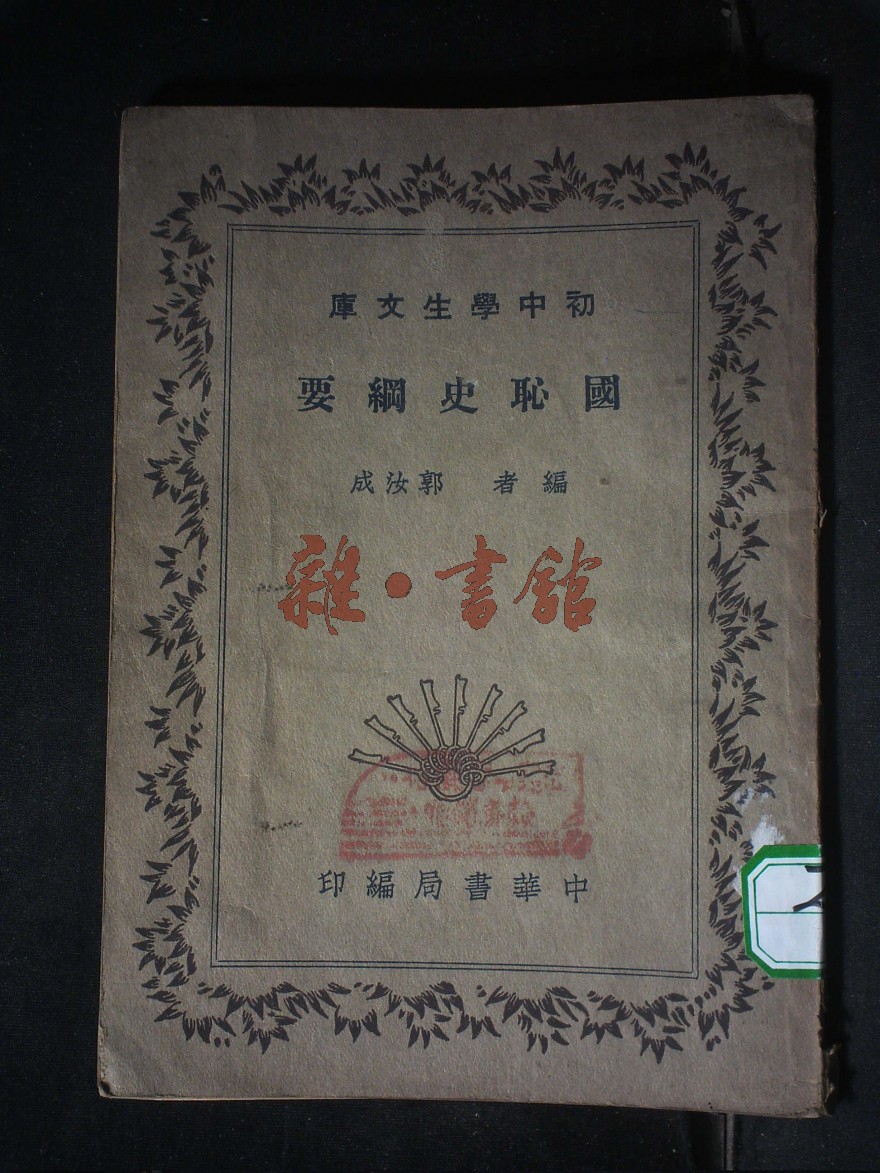 初中學生文庫
國恥史綱要
編者 郭汝成
雜·書館
中華書局編印